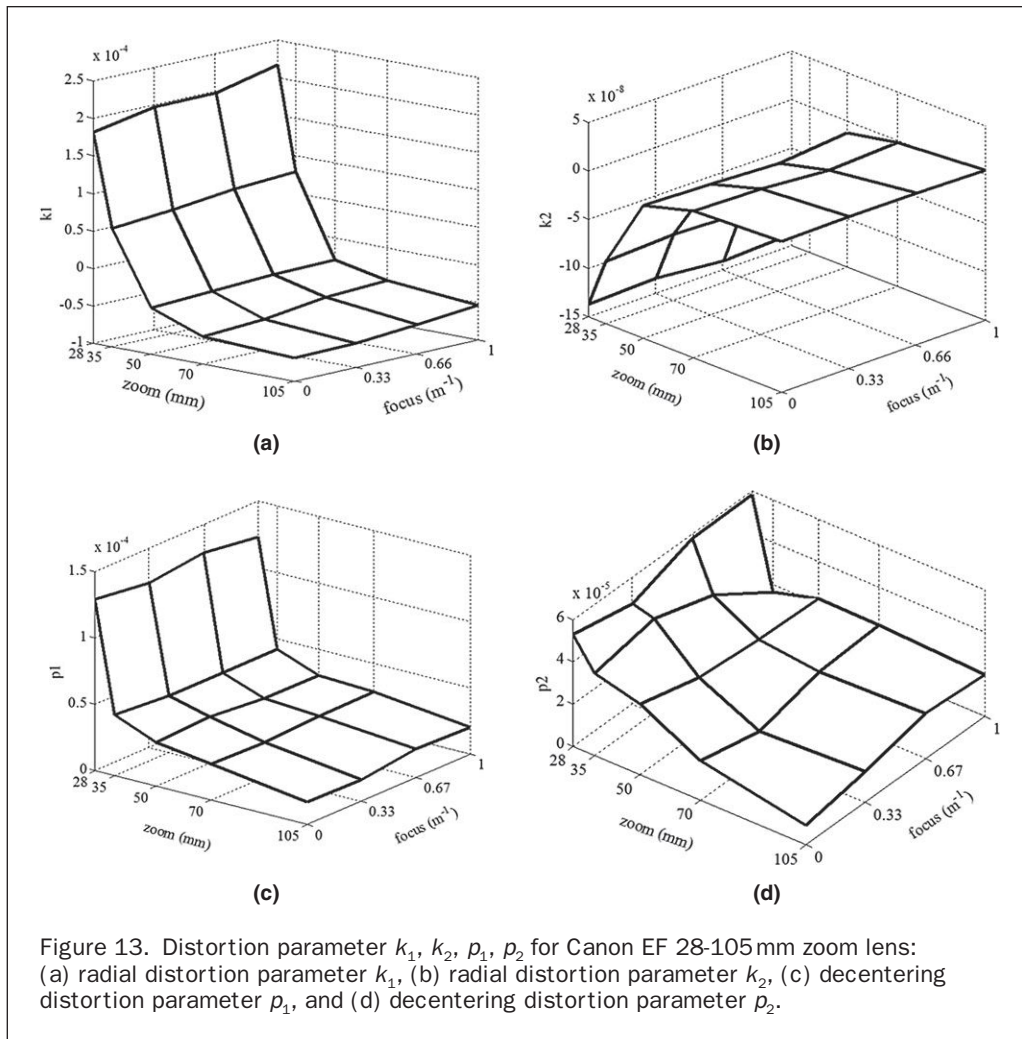 x 10⁻⁴
2.5
2
1.5
1
0.5
0
-0.5
-1
k1
28 35 50 70 105
zoom (mm)
0 0.33 0.66 1
focus (m⁻¹)
(a)
x 10⁻⁸
5
0
-5
-10
-15
k2
28 35 50 70 105
zoom (mm)
0 0.33 0.66 1
focus (m⁻¹)
(b)
x 10⁻⁴
1.5
1
0.5
0
p1
28 35 50 70 105
zoom (mm)
0 0.33 0.67 1
focus (m⁻¹)
(c)
x 10⁻⁵
6
4
2
0
p2
28 35 50 70 105
zoom (mm)
0 0.33 0.67 1
focus (m⁻¹)
(d)
Figure 13. Distortion parameter k₁, k₂, p₁, p₂ for Canon EF 28-105mm zoom lens:
(a) radial distortion parameter k₁, (b) radial distortion parameter k₂, (c) decentering
distortion parameter p₁, and (d) decentering distortion parameter p₂.